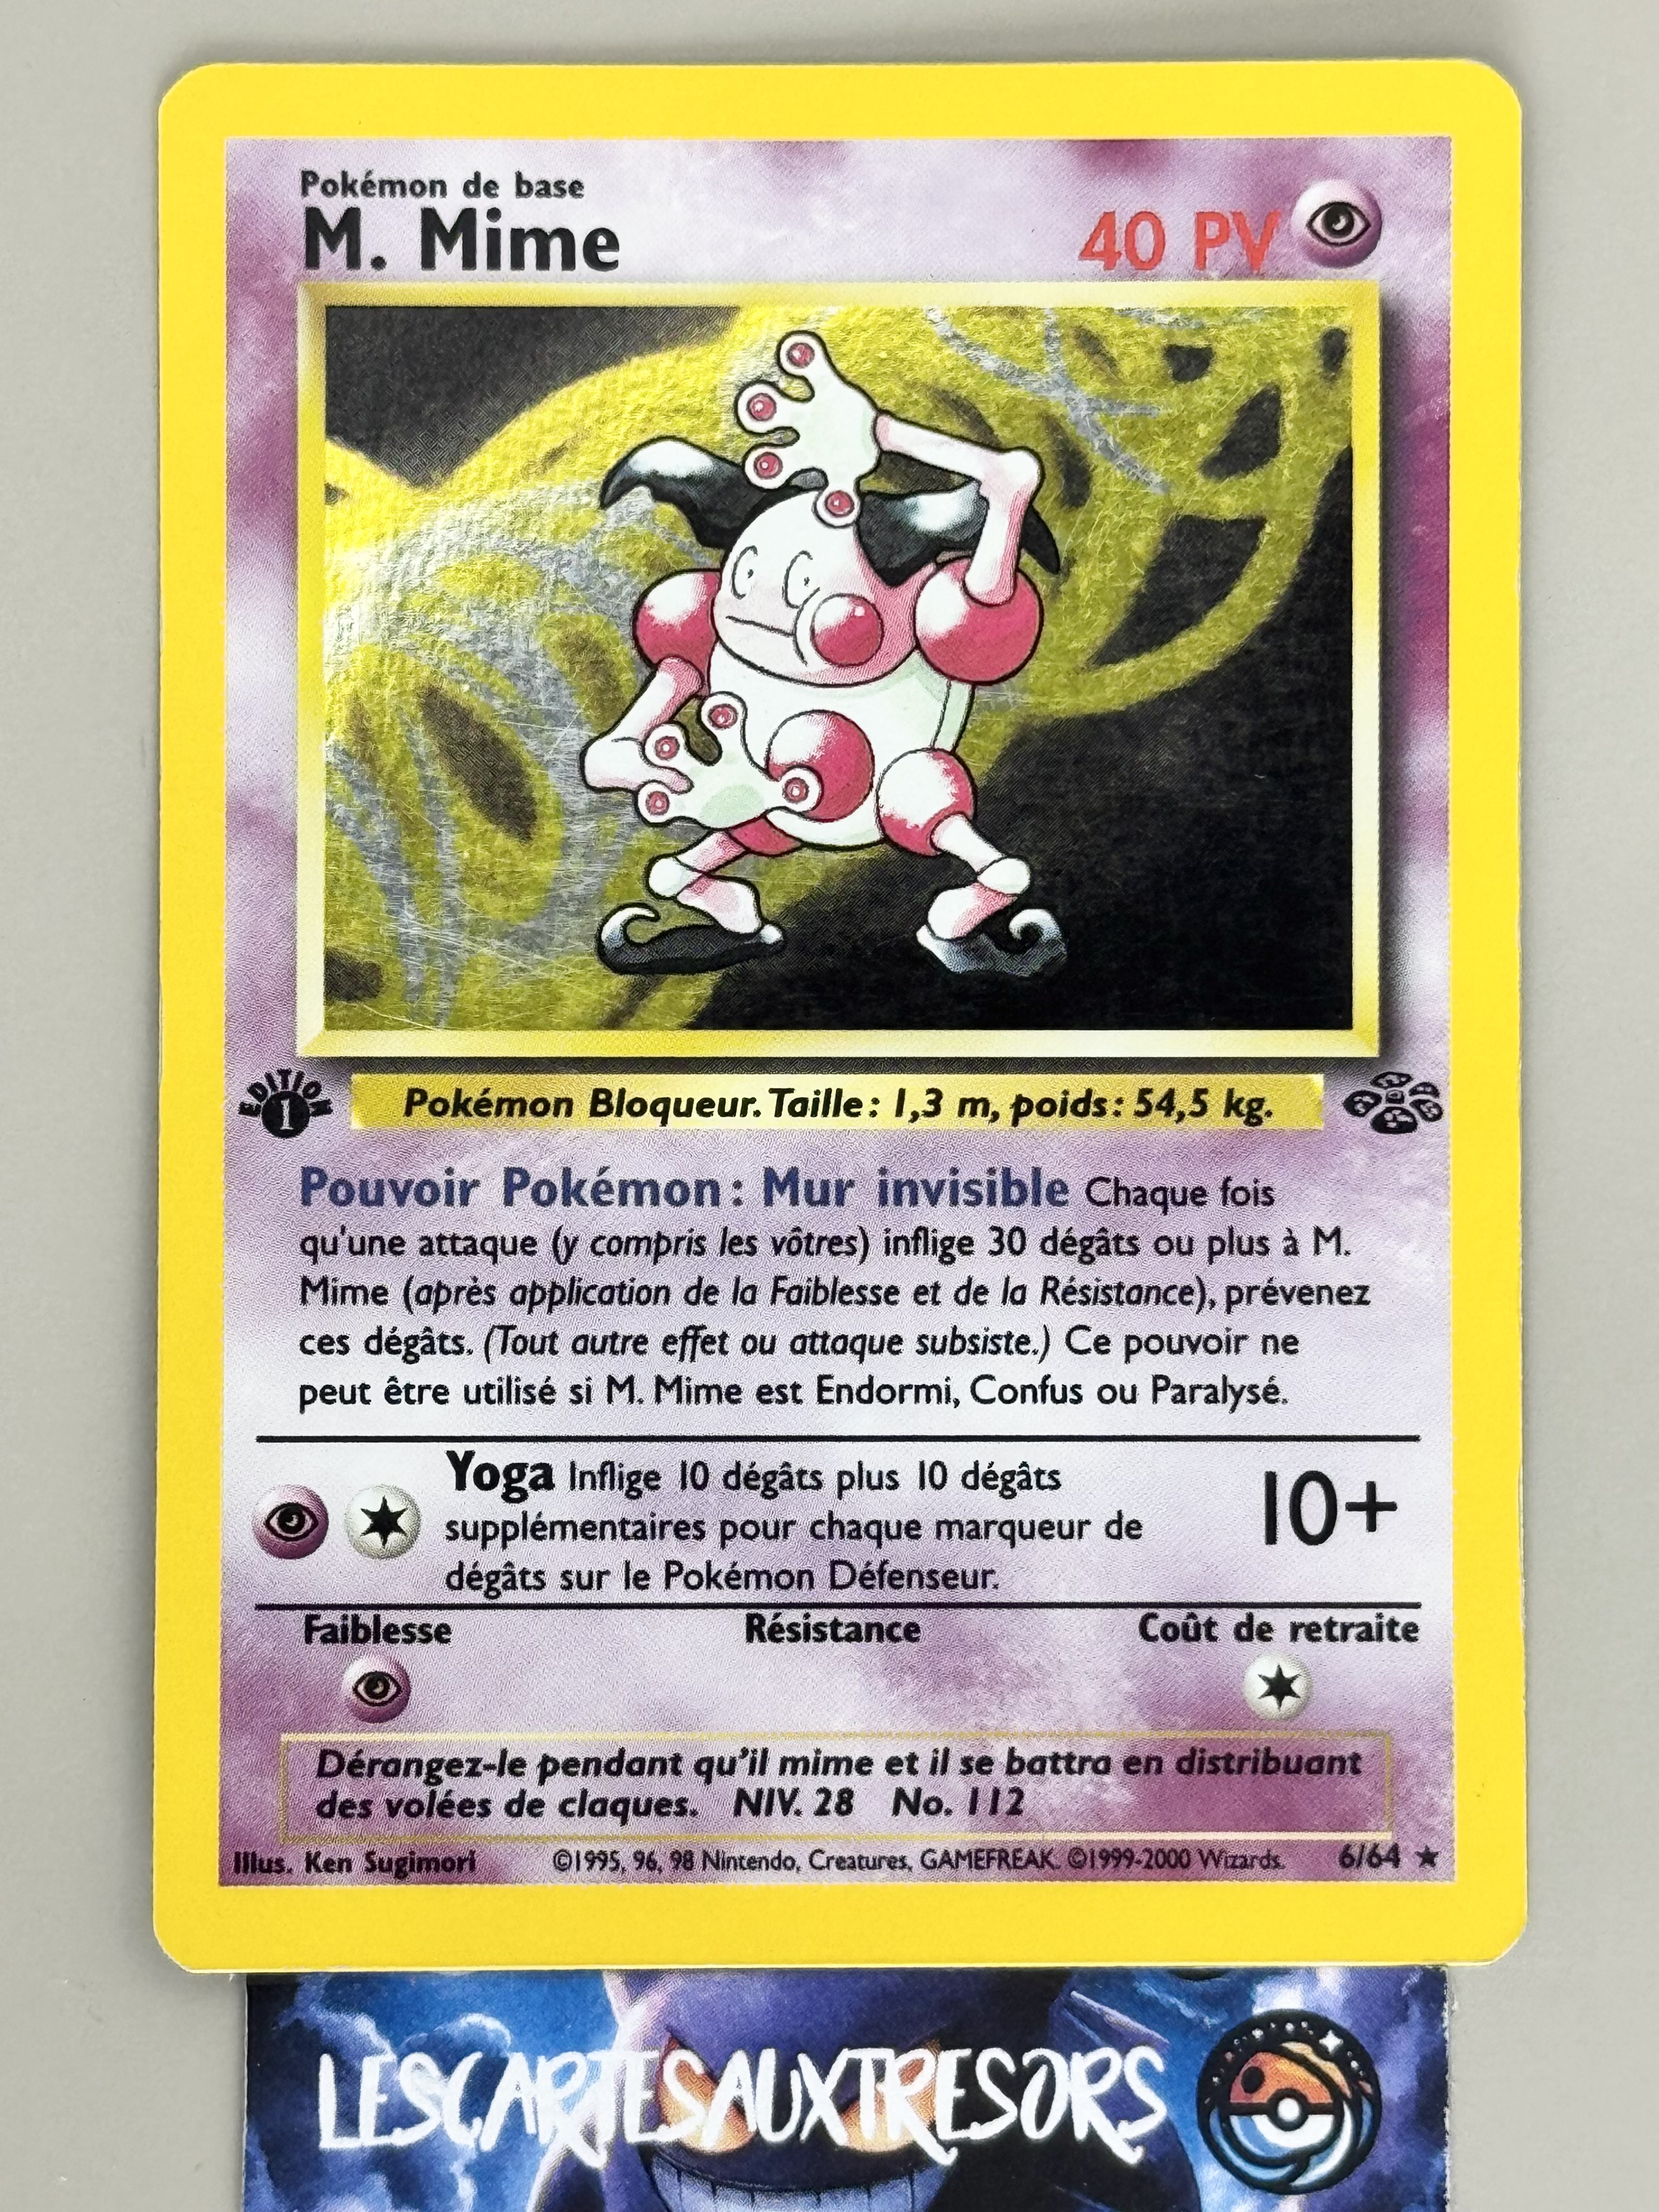 Pokémon de base
M. Mime
40 PV
EDITION
1
Pokémon Bloqueur. Taille: 1,3 m, poids: 54,5 kg.
Pouvoir Pokémon: Mur invisible Chaque fois
qu'une attaque (y compris les vôtres) inflige 30 dégâts ou plus à M.
Mime (après application de la Faiblesse et de la Résistance), prévenez
ces dégâts. (Tout autre effet ou attaque subsiste.) Ce pouvoir ne
peut être utilisé si M. Mime est Endormi, Confus ou Paralysé.
Yoga Inflige 10 dégâts plus 10 dégâts
supplémentaires pour chaque marqueur de
dégâts sur le Pokémon Défenseur.
10+
Faiblesse Résistance Coût de retraite
Dérangez-le pendant qu'il mime et il se battra en distribuant
des volées de claques. NIV. 28 No. 112
Illus. Ken Sugimori ©1995, 96, 98 Nintendo, Creatures, GAMEFREAK. ©1999-2000 Wizards. 6/64 ★
LESCARTESAUXTRESORS